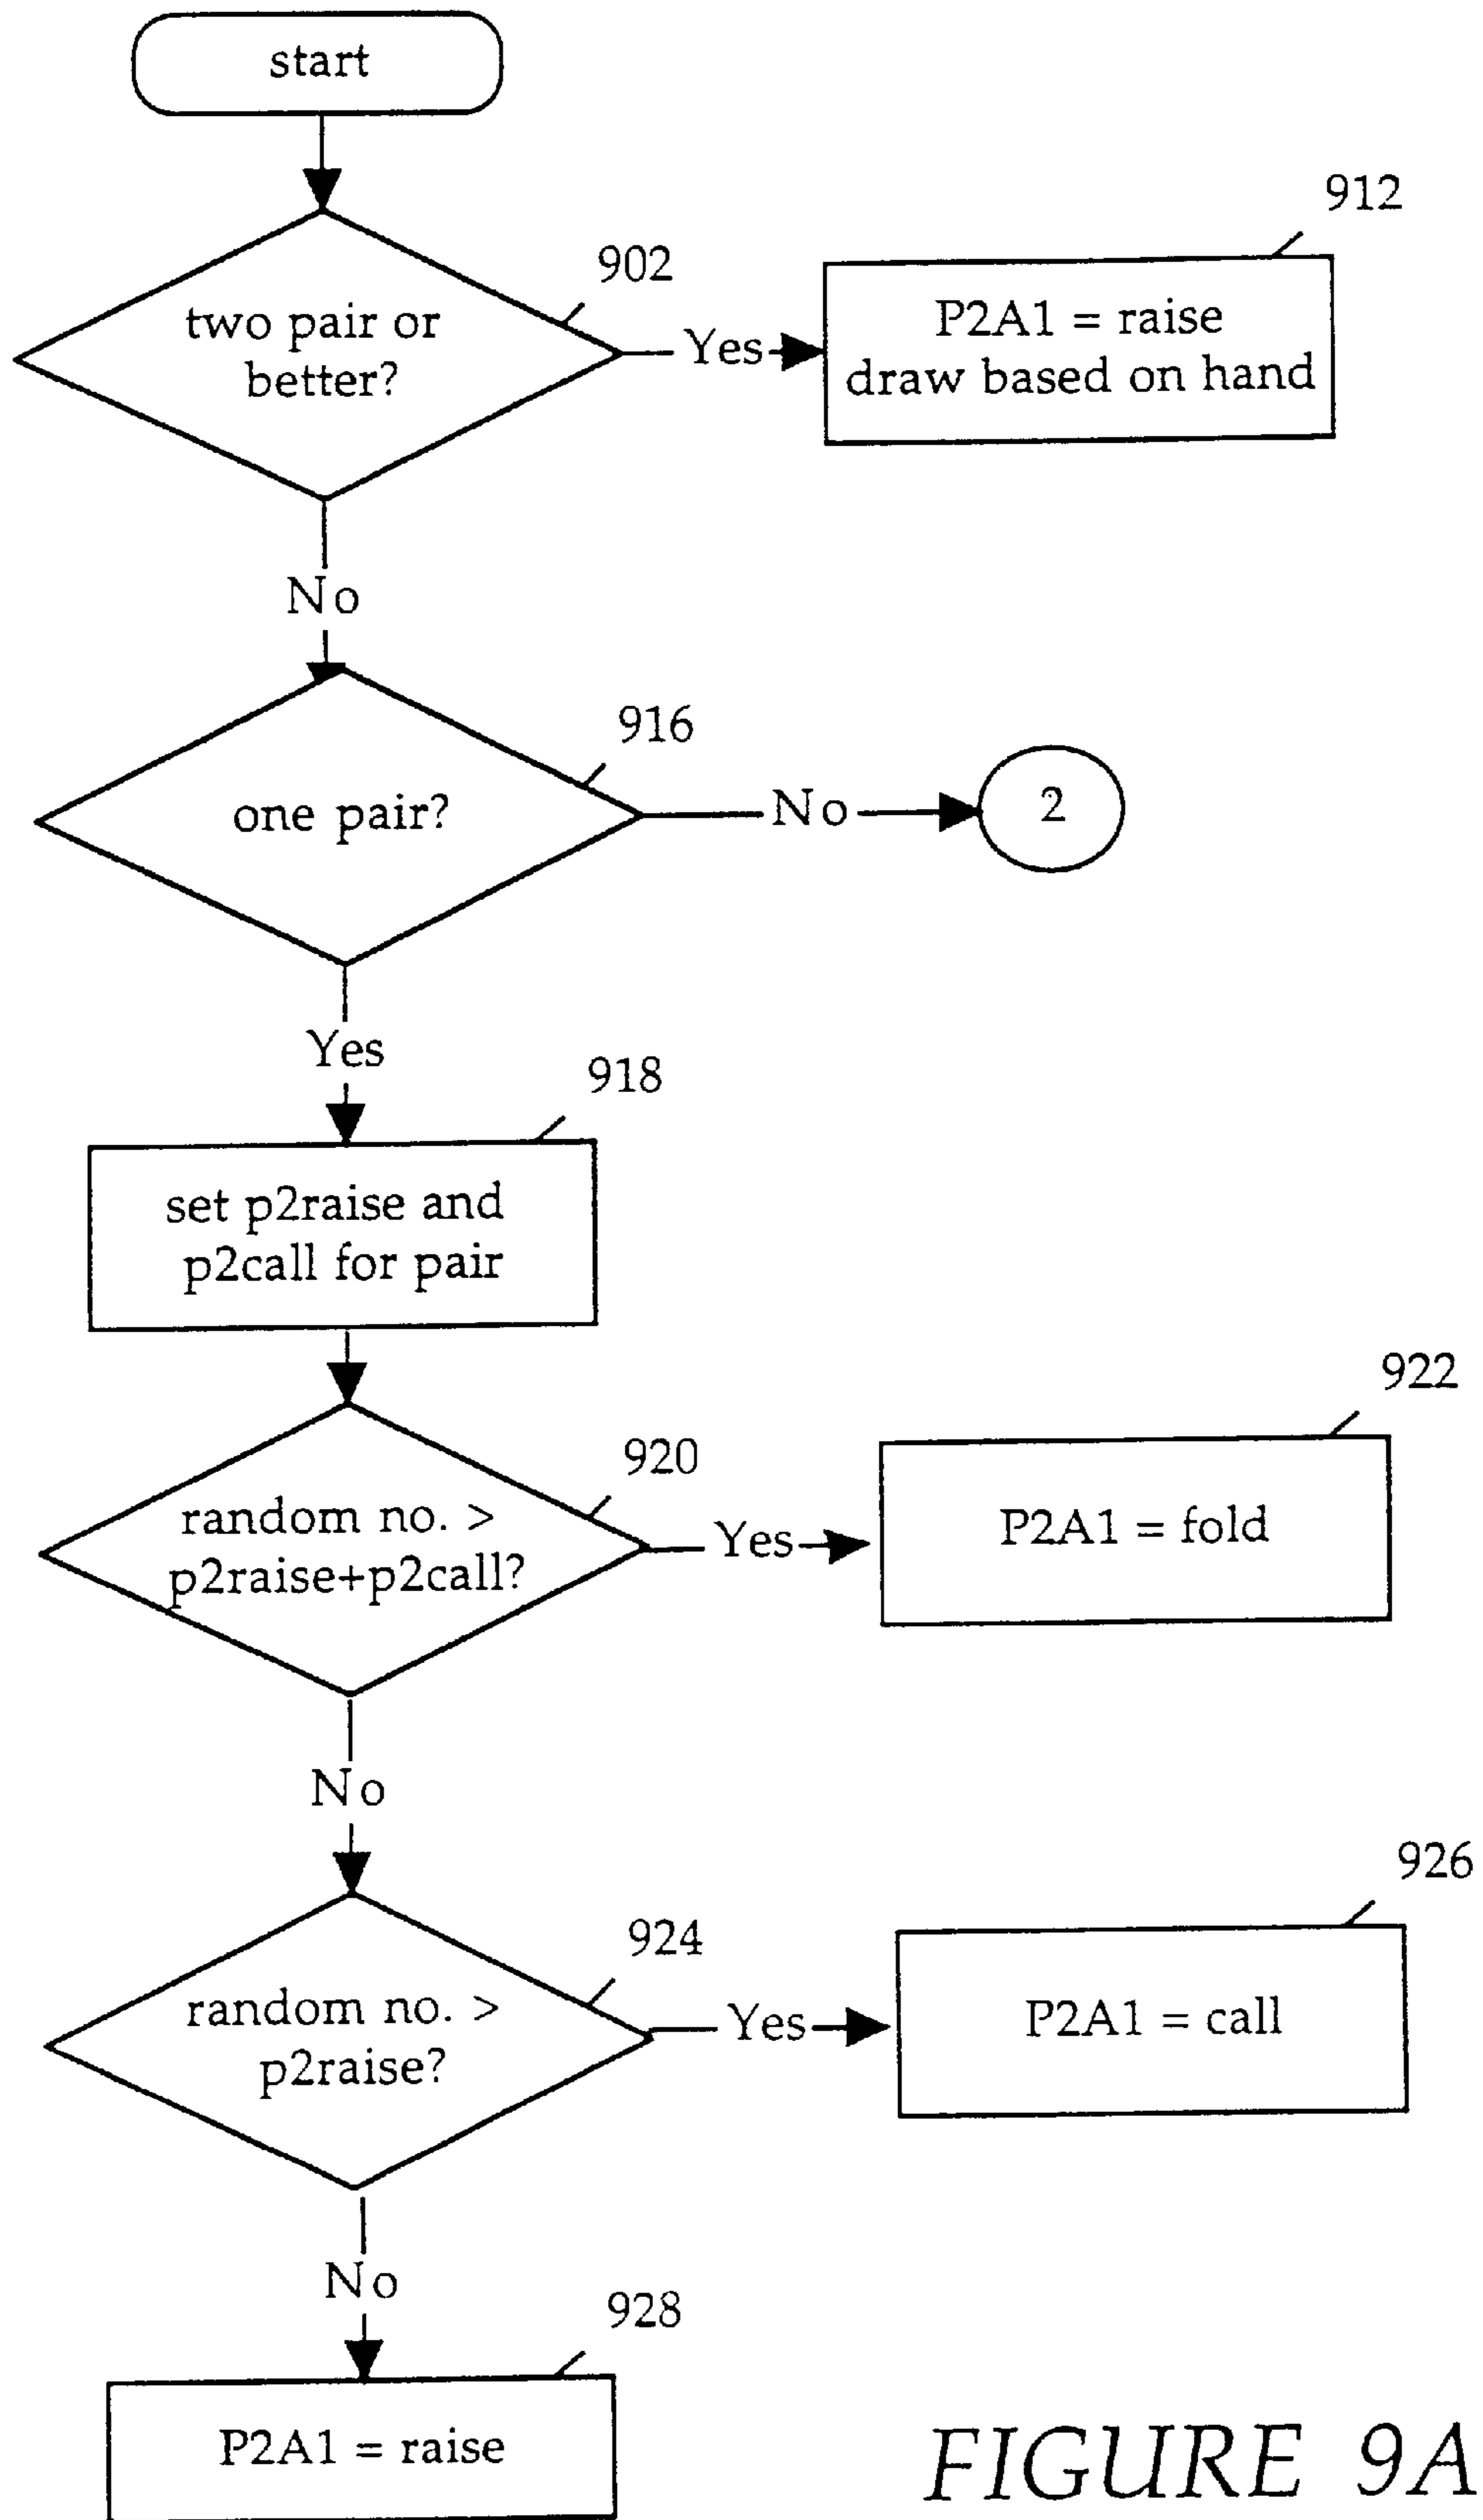 start
902
two pair or
better?
Yes
912
P2A1 = raise
draw based on hand
No
916
one pair?
No
2
Yes
918
set p2raise and
p2call for pair
920
random no. >
p2raise+p2call?
Yes
922
P2A1 = fold
No
924
random no. >
p2raise?
Yes
926
P2A1 = call
No
928
P2A1 = raise
FIGURE 9A